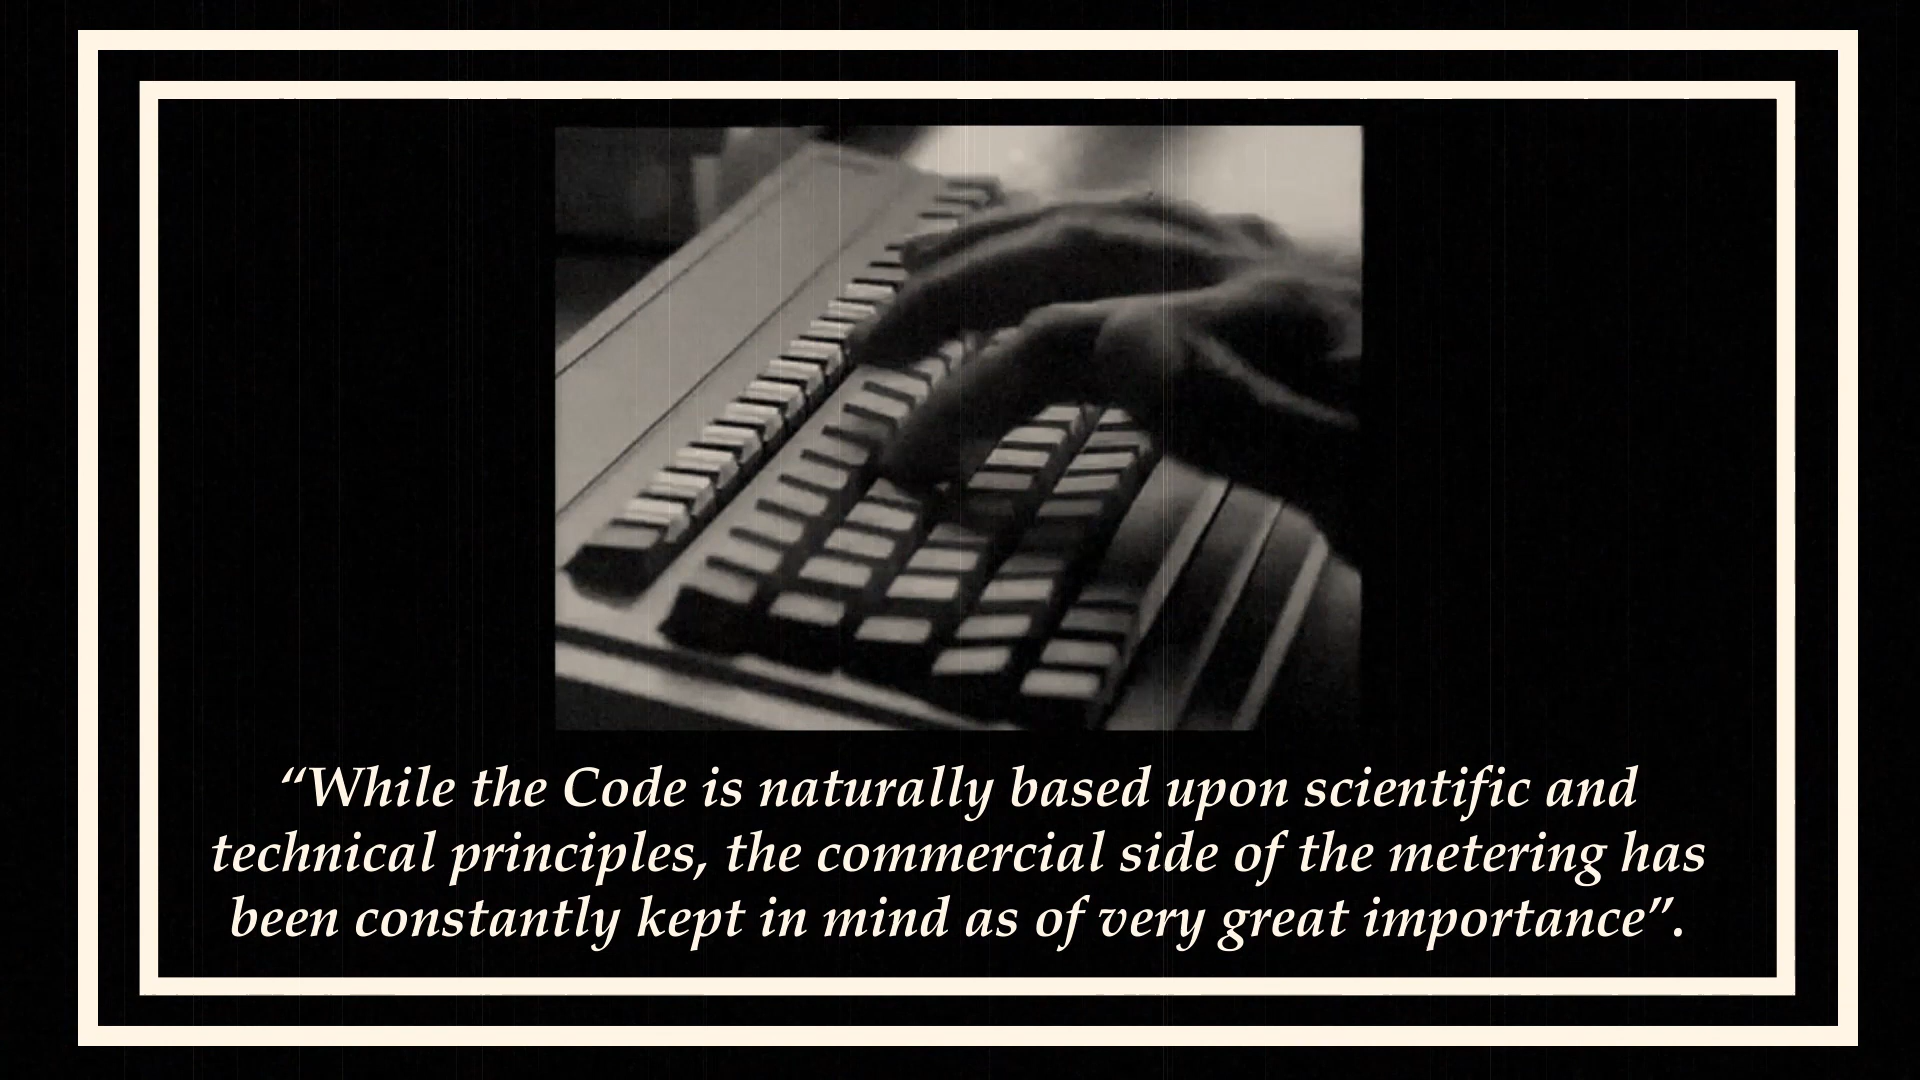 “While the Code is naturally based upon scientific and
technical principles, the commercial side of the metering has
been constantly kept in mind as of very great importance”.